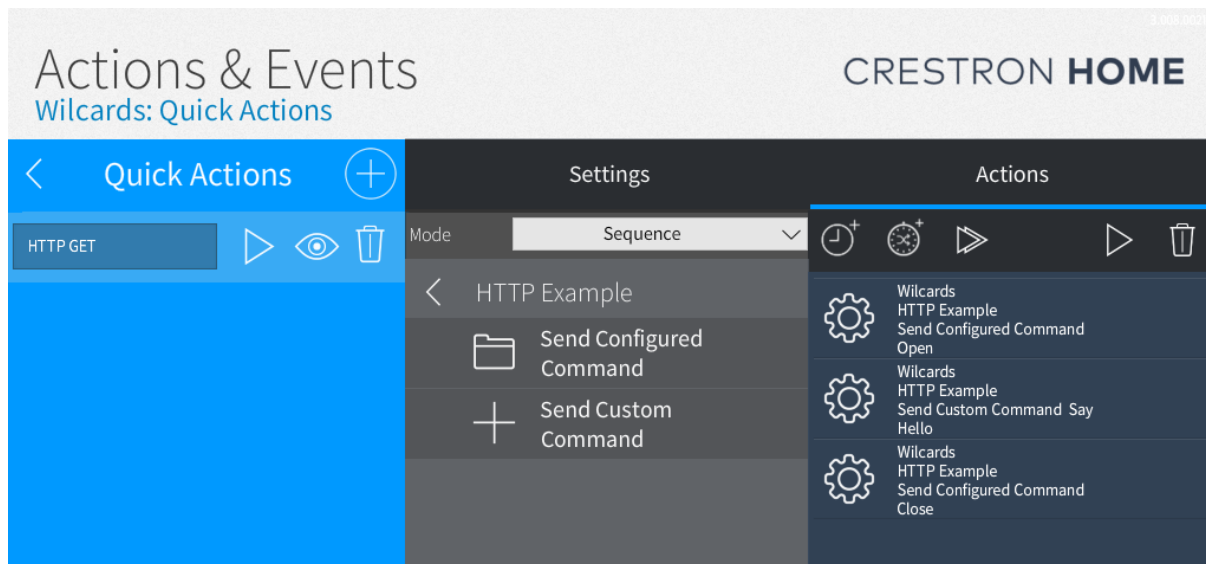 Actions & Events
CRESTRON HOME
Wilcards: Quick Actions
Quick Actions
Settings
Actions
HTTP GET
Mode
Sequence
HTTP Example
Send Configured
Command
Send Custom
Command
Wilcards
HTTP Example
Send Configured Command
Open
Wilcards
HTTP Example
Send Custom Command Say
Hello
Wilcards
HTTP Example
Send Configured Command
Close